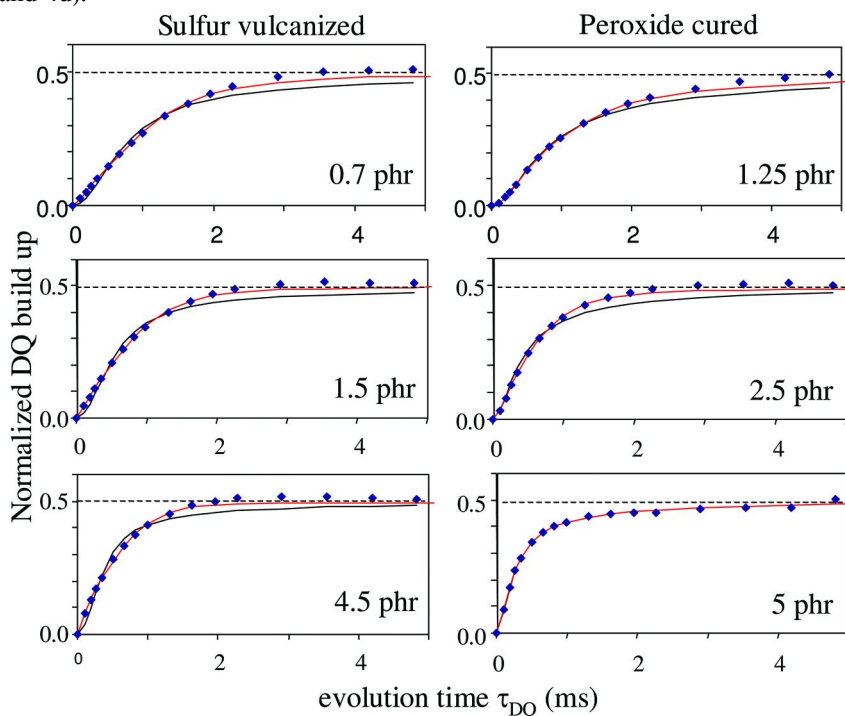 and 4d).
Sulfur vulcanized
Peroxide cured
Normalized DQ build up
0.5
0.0
2
4
0.7 phr
0.5
0.0
2
4
1.25 phr
0.5
0.0
0
2
4
1.5 phr
0.5
0.0
0
2
4
2.5 phr
0.5
0.0
0
2
4
4.5 phr
0.5
0.0
0
2
4
5 phr
evolution time τDQ (ms)